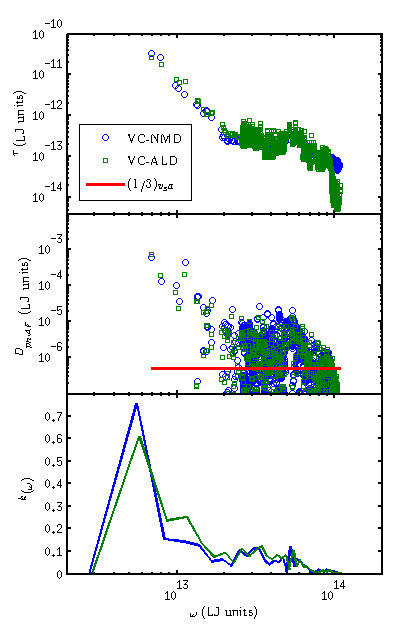 10^-10
10^-11
10^-12
10^-13
10^-14
τ (LJ units)
VC-NMD
VC-ALD
(1/3)v_s a
10^-3
10^-4
10^-5
10^-6
D_Ph,AF (LJ units)
0.7
0.6
0.5
0.4
0.3
0.2
0.1
0
k(ω)
10^13
10^14
ω (LJ units)